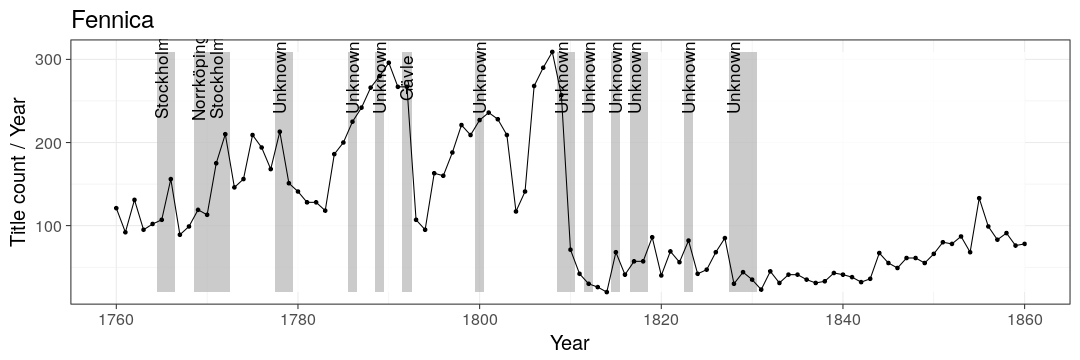 Fennica
Stockholm
Norrköping
Stockholm
Unknown
Unknown
Unknown
Gävle
Unknown
Unknown
Unknown
Unknown
Unknown
Unknown
Unknown
300
200
100
Title count / Year
1760 1780 1800 1820 1840 1860
Year